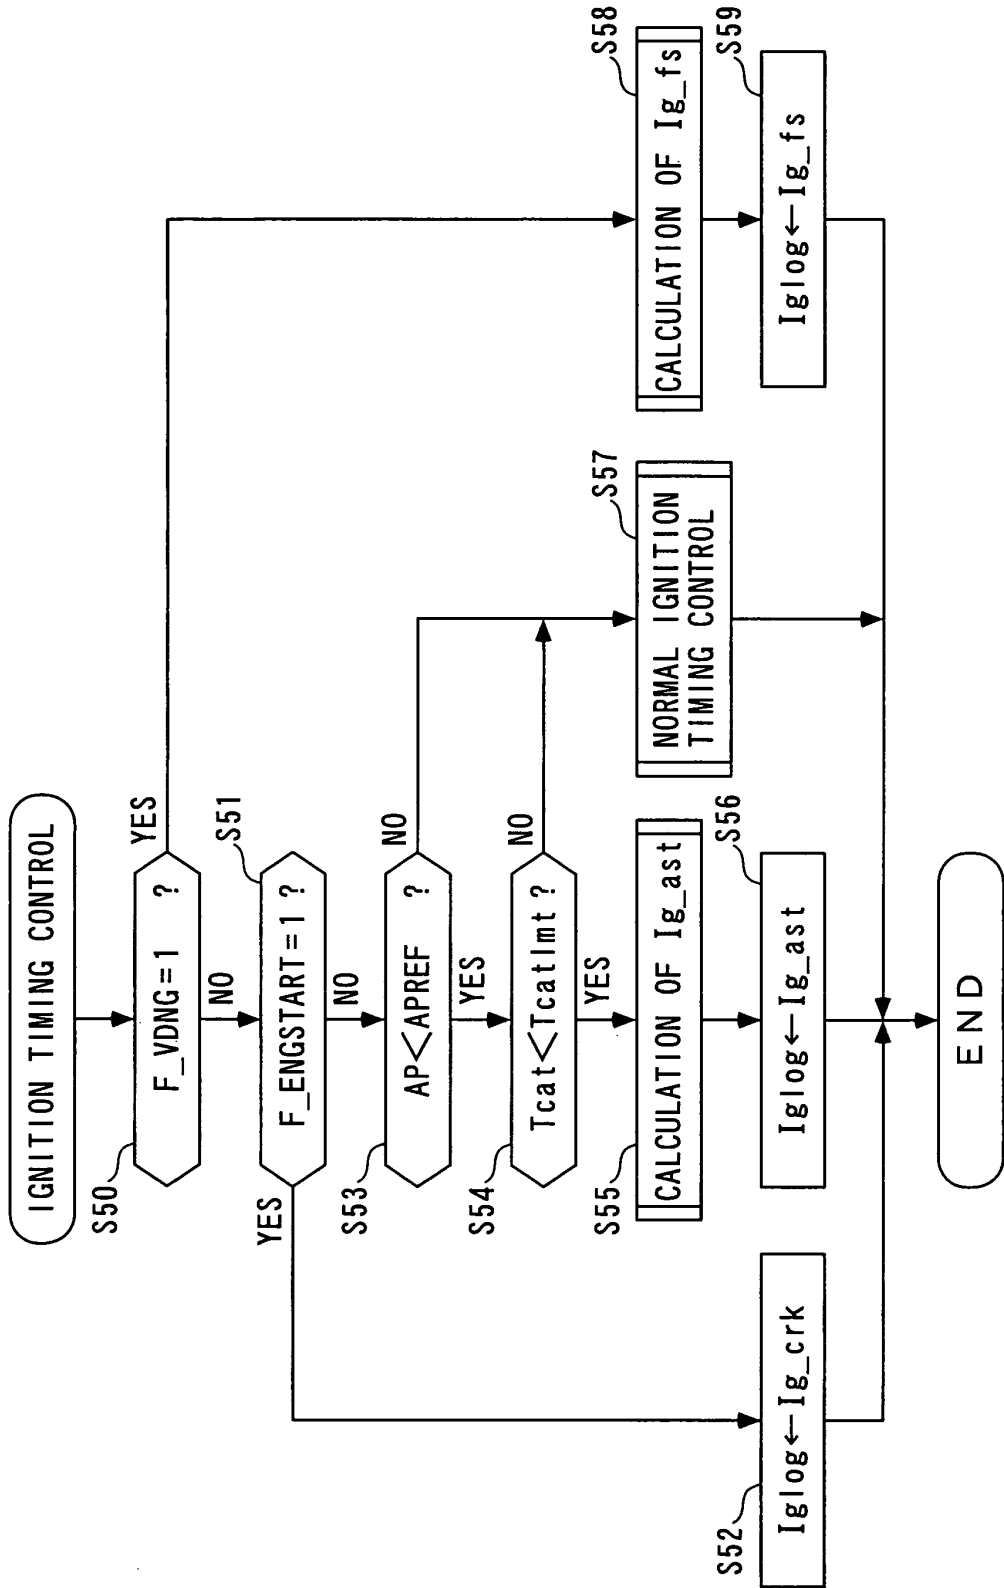 IGNITION TIMING CONTROL
S50
F_VDNG=1 ?
YES
NO
S51
F_ENGSTART=1 ?
YES
NO
S53
AP<APREF ?
NO
YES
S54
Tcat<Tcatlmt ?
NO
YES
S55
CALCULATION OF Ig_ast
S57
NORMAL IGNITION
TIMING CONTROL
S58
CALCULATION OF Ig_fs
S52
Iglog←Ig_crk
S56
Iglog←Ig_ast
S59
Iglog←Ig_fs
END